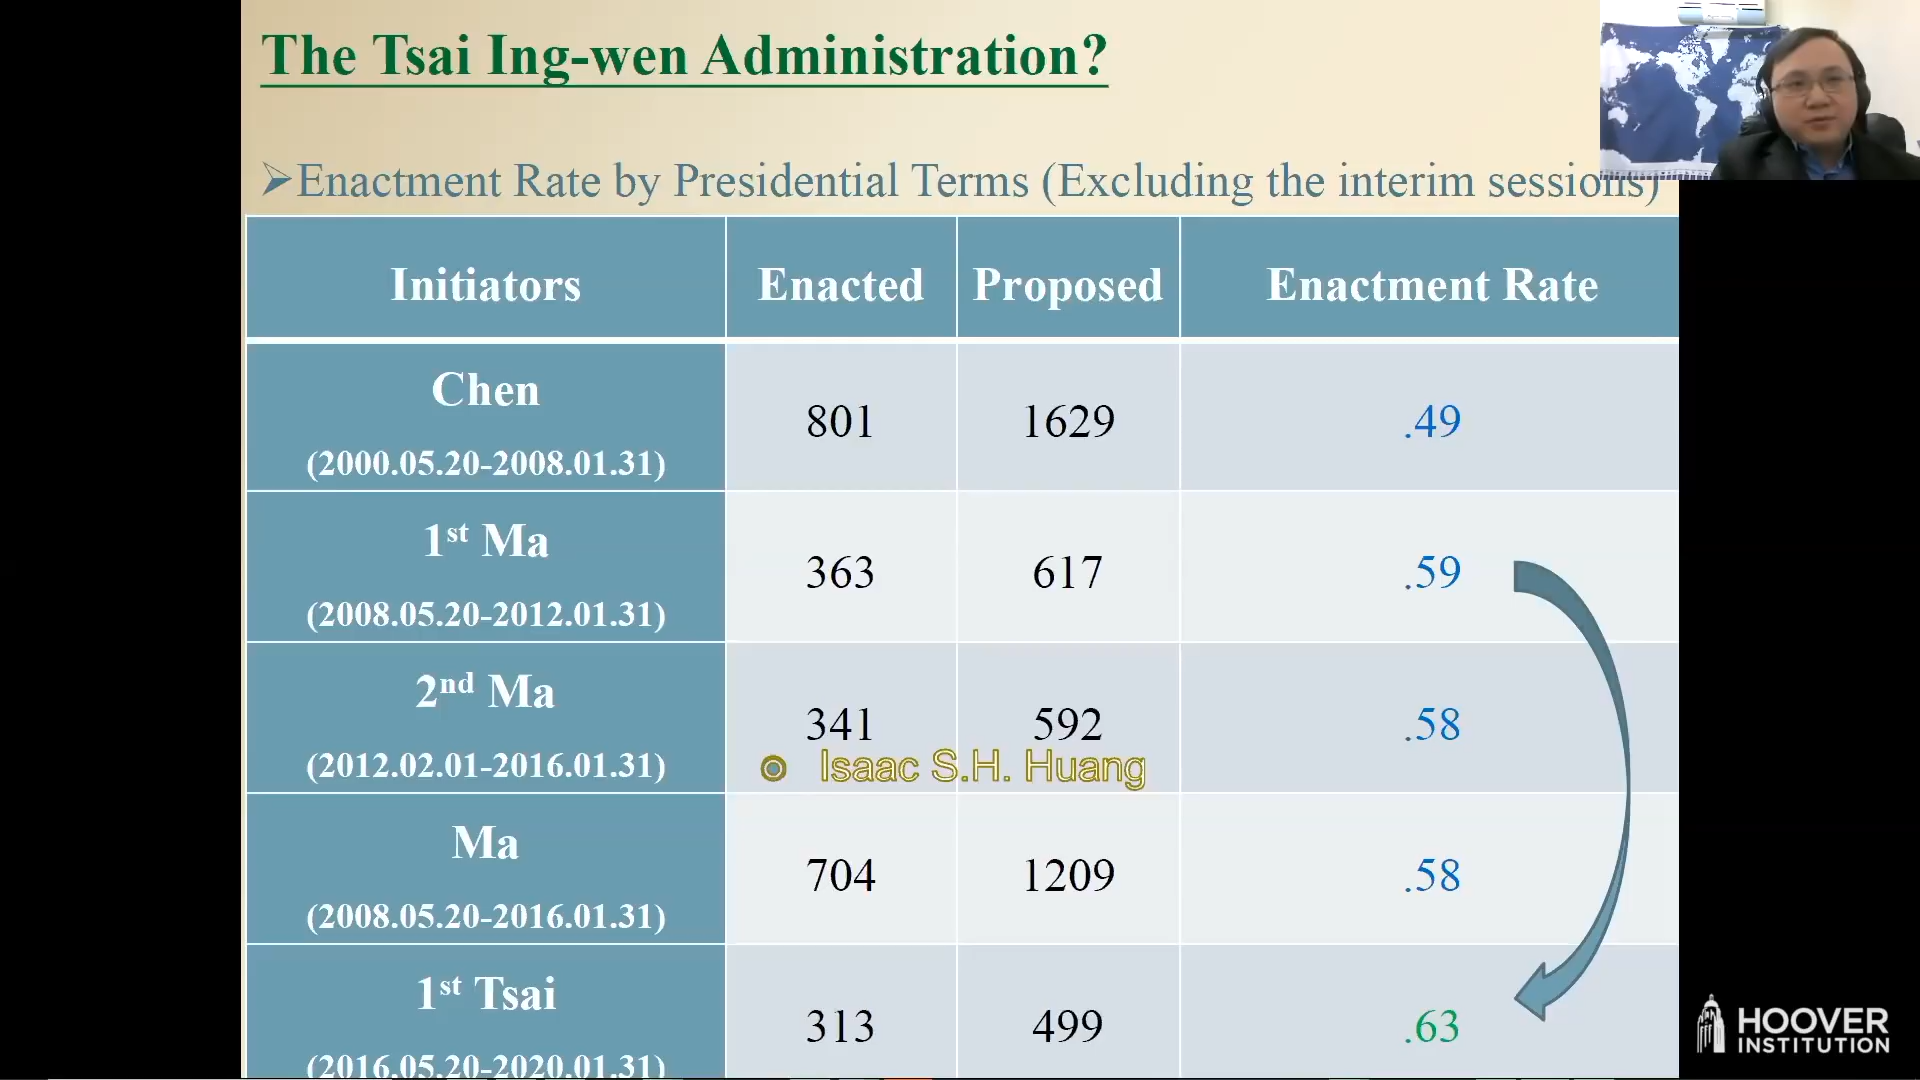 The Tsai Ing-wen Administration?
➢Enactment Rate by Presidential Terms (Excluding the interim sessions)
Initiators Enacted Proposed Enactment Rate
Chen
(2000.05.20-2008.01.31)
801 1629 .49
1st Ma
(2008.05.20-2012.01.31)
363 617 .59
2nd Ma
(2012.02.01-2016.01.31)
341 592 .58
Isaac S.H. Huang
Ma
(2008.05.20-2016.01.31)
704 1209 .58
1st Tsai
(2016.05.20-2020.01.31)
313 499 .63
HOOVER
INSTITUTION